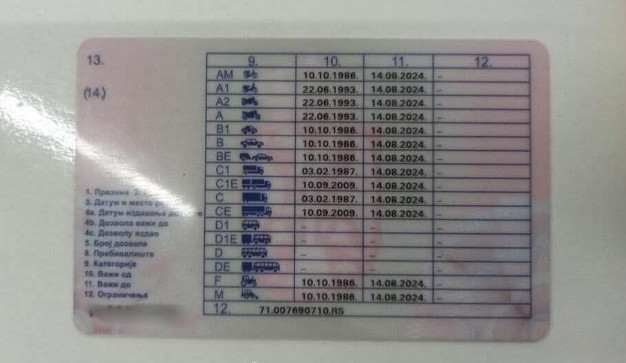 13.
(14.)
9. 10. 11. 12.
AM 10.10.1986. 14.08.2024. –
A1 22.06.1993. 14.08.2024. –
A2 22.06.1993. 14.08.2024. –
A 22.06.1993. 14.08.2024. –
B1 10.10.1986. 14.08.2024. –
B 10.10.1986. 14.08.2024. –
BE 10.10.1986. 14.08.2024. –
C1 03.02.1987. 14.08.2024. –
C1E 10.09.2009. 14.08.2024. –
C 03.02.1987. 14.08.2024. –
CE 10.09.2009. 14.08.2024. –
D1 – – –
D1E – – –
D – – –
DE – – –
F 10.10.1986. 14.08.2024. –
M 10.10.1986. 14.08.2024. –
12. 71.007690710.RS
1. Презиме 2.
3. Датум и место
4a. Датум издавања
4b. Дозвола важи до
4c. Дозволу издао
5. Број дозволе
8. Пребивалиште
9. Категорије
10. Важи од
11. Важи до
12. Ограничења